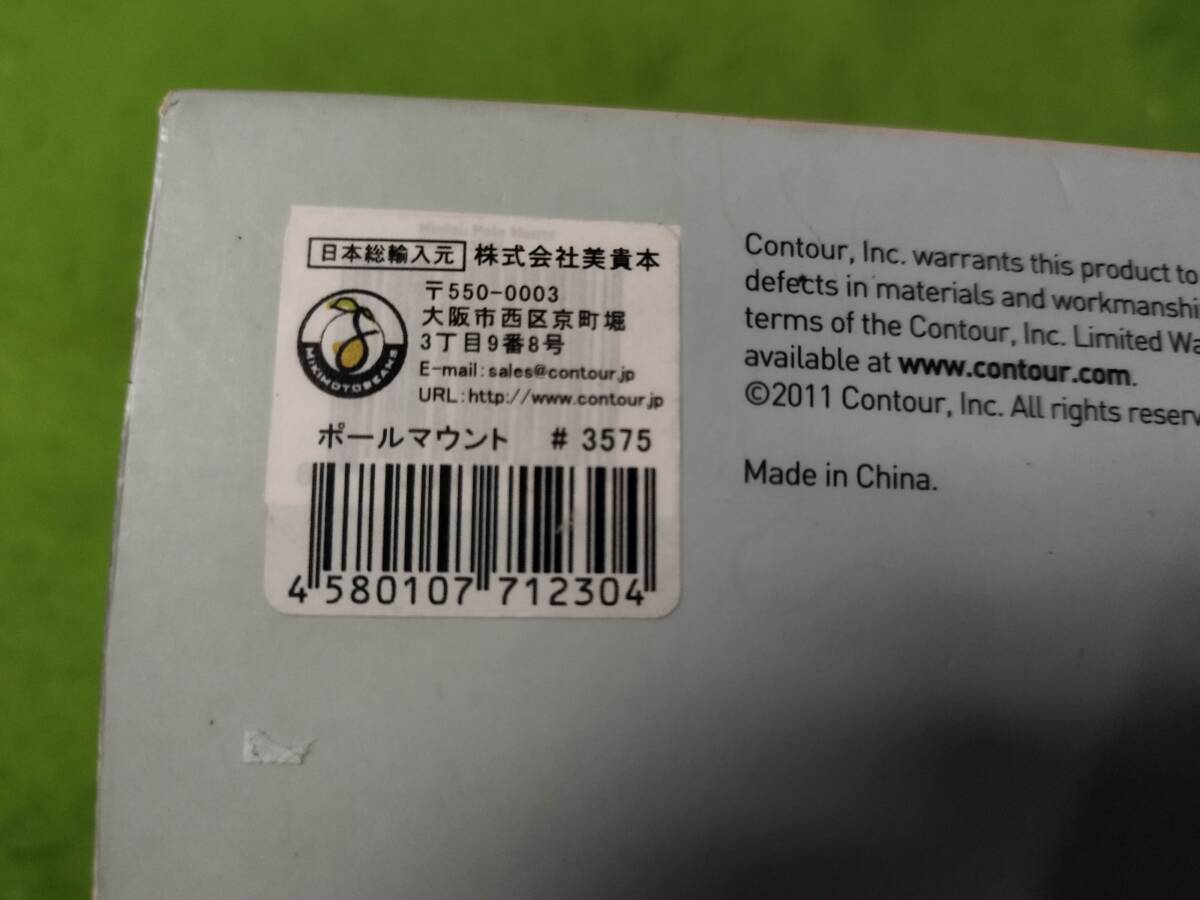 日本総輸入元 株式会社美貴本
〒550-0003
大阪市西区京町堀
3丁目9番8号
E-mail:sales@contour.jp
URL:http://www.contour.jp
MIKIMOTOBEANS
ポールマウント #3575
4 580107 712304
Contour, Inc. warrants this product to
defects in materials and workmanshi
terms of the Contour, Inc. Limited Wa
available at www.contour.com.
©2011 Contour, Inc. All rights reserv
Made in China.